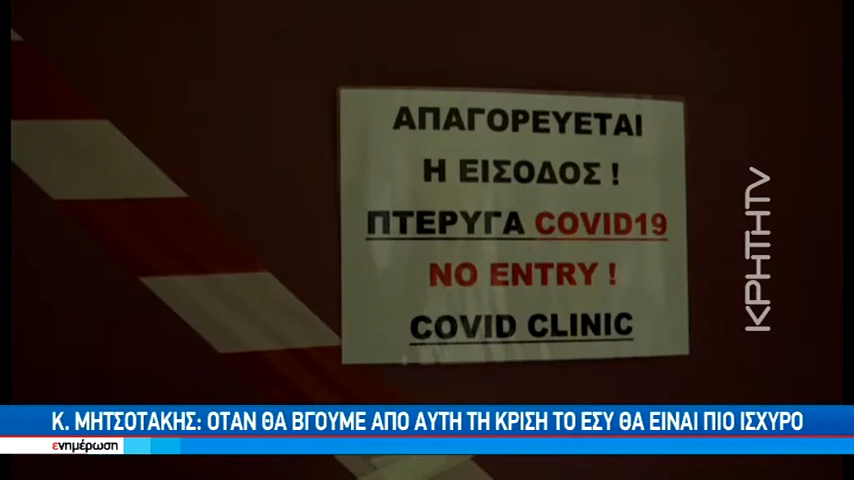 ΑΠΑΓΟΡΕΥΕΤΑΙ
Η ΕΙΣΟΔΟΣ !
ΠΤΕΡΥΓΑ COVID19
NO ENTRY !
COVID CLINIC
ΚΡΗΤΗTV
Κ. ΜΗΤΣΟΤΑΚΗΣ: ΟΤΑΝ ΘΑ ΒΓΟΥΜΕ ΑΠΟ ΑΥΤΗ ΤΗ ΚΡΙΣΗ ΤΟ ΕΣΥ ΘΑ ΕΙΝΑΙ ΠΙΟ ΙΣΧΥΡΟ
ενημέρωση